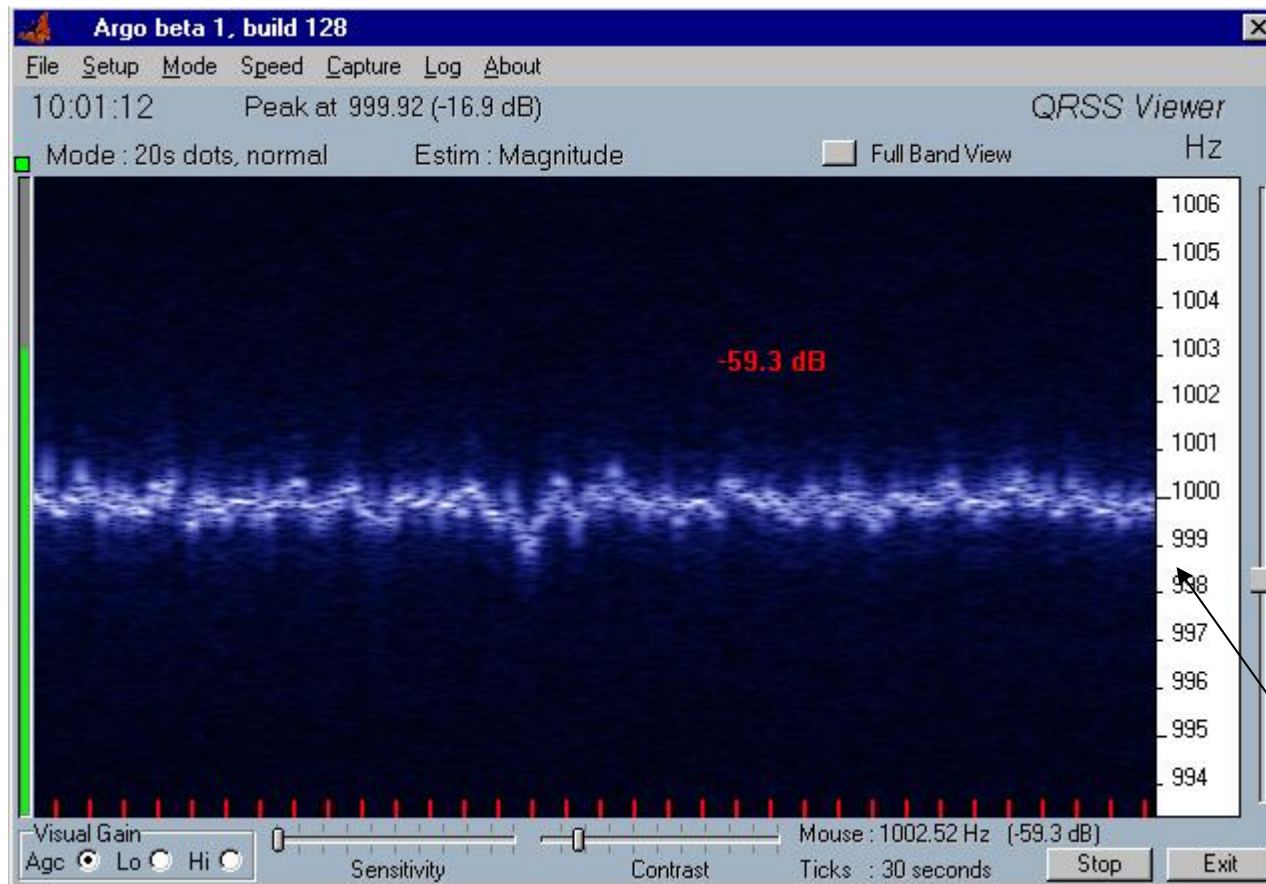 Argo beta 1, build 128
File Setup Mode Speed Capture Log About
10:01:12 Peak at 999.92 (-16.9 dB) QRSS Viewer
Mode : 20s dots, normal Estim : Magnitude Full Band View Hz
1006
1005
1004
1003
-59.3 dB
1002
1001
1000
999
998
997
996
995
994
Visual Gain
Agc Lo Hi
Sensitivity
Contrast
Mouse : 1002.52 Hz (-59.3 dB)
Ticks : 30 seconds
Stop
Exit